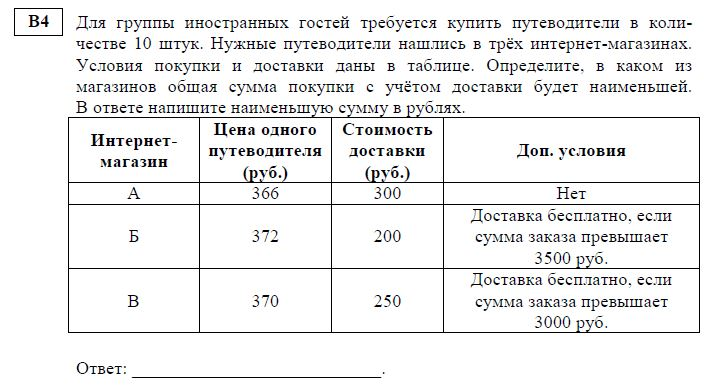 В4
Для группы иностранных гостей требуется купить путеводители в коли-
честве 10 штук. Нужные путеводители нашлись в трёх интернет-магазинах.
Условия покупки и доставки даны в таблице. Определите, в каком из
магазинов общая сумма покупки с учётом доставки будет наименьшей.
В ответе напишите наименьшую сумму в рублях.
Интернет-
магазин
Цена одного
путеводителя
(руб.)
Стоимость
доставки
(руб.)
Доп. условия
А
366
300
Нет
Б
372
200
Доставка бесплатно, если
сумма заказа превышает
3500 руб.
В
370
250
Доставка бесплатно, если
сумма заказа превышает
3000 руб.
Ответ: ___________________________.